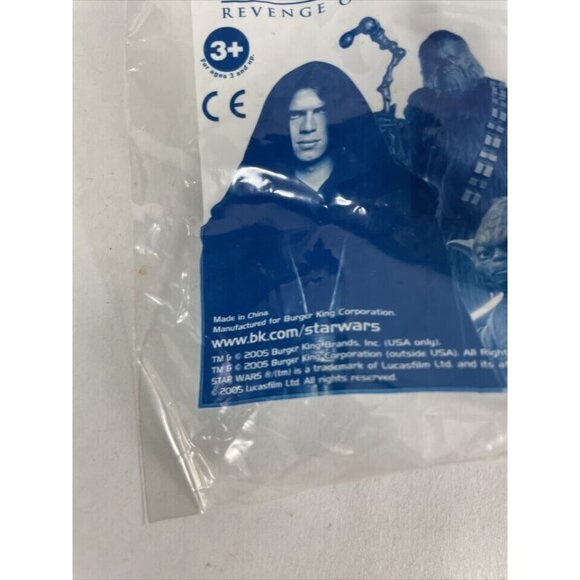 REVENGE O
3+
For ages 3 and up.
CE
Made in China
Manufactured for Burger King Corporation.
www.bk.com/starwars
TM & © 2005 Burger King Brands, Inc. (USA only).
TM & © 2005 Burger King Corporation (outside USA). All Right
STAR WARS ®/(tm) is a trademark of Lucasfilm Ltd. and its af
© 2005 Lucasfilm Ltd. All rights reserved.